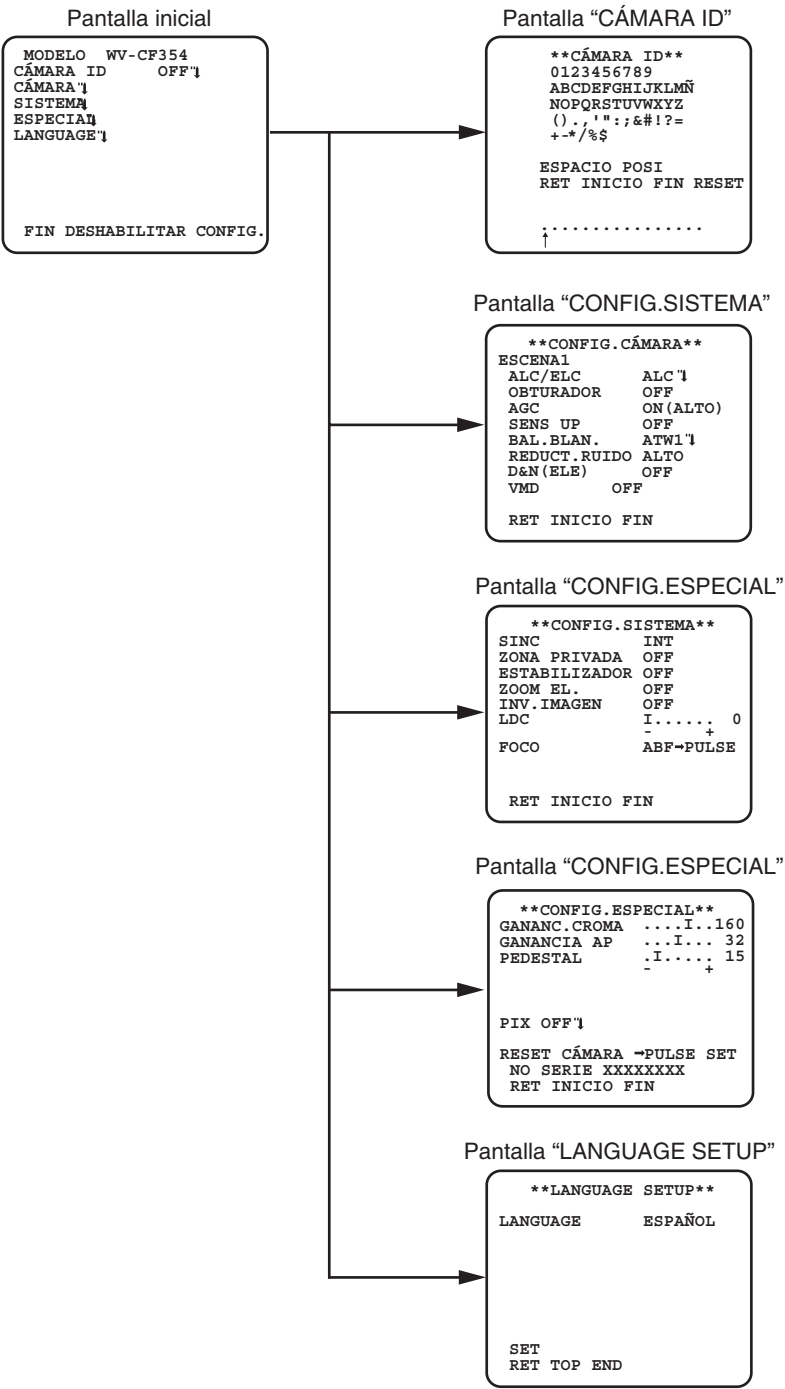 Pantalla inicial
MODELO WV-CF354
CÁMARA ID OFF
CÁMARA
SISTEMA
ESPECIAL
LANGUAGE
FIN DESHABILITAR CONFIG.
Pantalla “CÁMARA ID”
**CÁMARA ID**
0123456789
ABCDEFGHIJKLMÑ
NOPQRSTUVWXYZ
().,'":;&#!?=
+-*/%$
ESPACIO POSI
RET INICIO FIN RESET
................
Pantalla “CONFIG.SISTEMA”
**CONFIG.CÁMARA**
ESCENA1
ALC/ELC ALC
OBTURADOR OFF
AGC ON(ALTO)
SENS UP OFF
BAL.BLAN. ATW1
REDUCT.RUIDO ALTO
D&N(ELE) OFF
VMD OFF
RET INICIO FIN
Pantalla “CONFIG.ESPECIAL”
**CONFIG.SISTEMA**
SINC INT
ZONA PRIVADA OFF
ESTABILIZADOR OFF
ZOOM EL. OFF
INV.IMAGEN OFF
LDC I...... 0
- +
FOCO ABF→PULSE
RET INICIO FIN
Pantalla “CONFIG.ESPECIAL”
**CONFIG.ESPECIAL**
GANANC.CROMA ....I..160
GANANCIA AP ...I... 32
PEDESTAL .I..... 15
- +
PIX OFF
RESET CÁMARA →PULSE SET
NO SERIE XXXXXXXX
RET INICIO FIN
Pantalla “LANGUAGE SETUP”
**LANGUAGE SETUP**
LANGUAGE ESPAÑOL
SET
RET TOP END